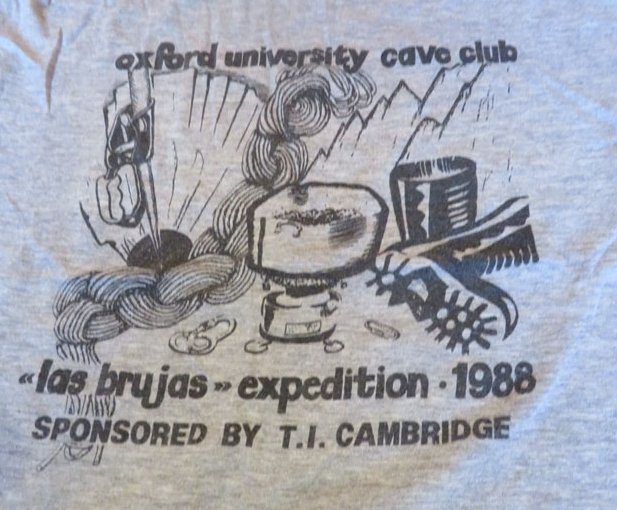 oxford university cave club
«las brujas» expedition · 1988
SPONSORED BY T.I. CAMBRIDGE